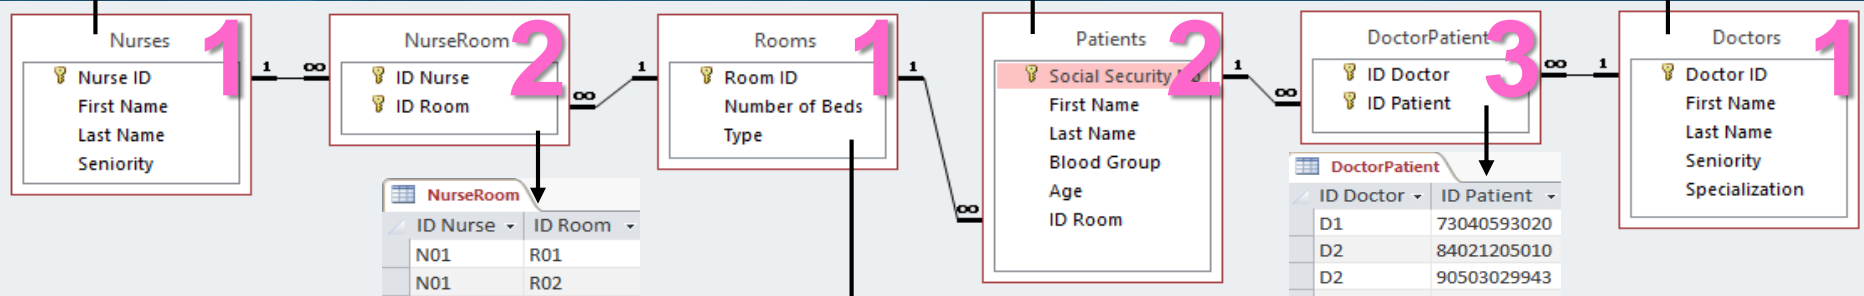 Nurses
1
Nurse ID
First Name
Last Name
Seniority
1
∞
NurseRoom
2
ID Nurse
ID Room
∞
1
Rooms
1
Room ID
Number of Beds
Type
1
∞
Patients
2
Social Security
First Name
Last Name
Blood Group
Age
ID Room
1
∞
DoctorPatient
3
ID Doctor
ID Patient
∞
1
Doctors
1
Doctor ID
First Name
Last Name
Seniority
Specialization
NurseRoom
ID Nurse ID Room
N01 R01
N01 R02
DoctorPatient
ID Doctor ID Patient
D1 73040593020
D2 84021205010
D2 90503029943